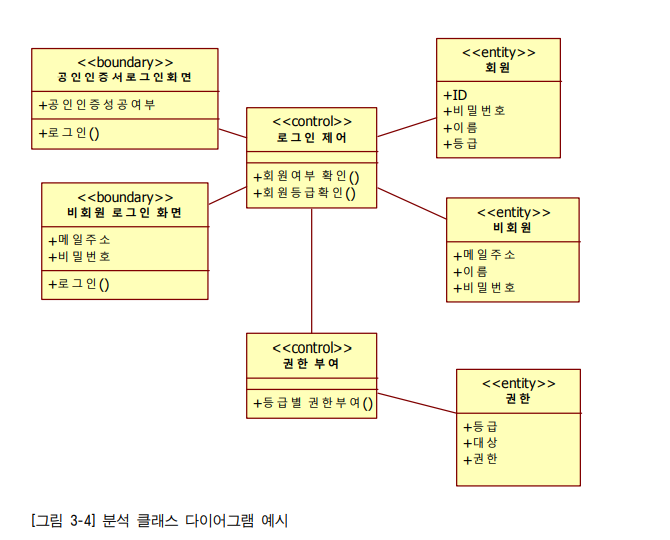 <<boundary>>
공인인증서로그인화면
+공인인증성공여부
+로그인()
<<boundary>>
비회원 로그인 화면
+메일주소
+비밀번호
+로그인()
<<control>>
로그인 제어
+회원여부 확인()
+회원등급확인()
<<entity>>
회원
+ID
+비밀번호
+이름
+등급
<<entity>>
비회원
+메일주소
+이름
+비밀번호
<<control>>
권한 부여
+등급별 권한부여()
<<entity>>
권한
+등급
+대상
+권한
[그림 3-4] 분석 클래스 다이어그램 예시